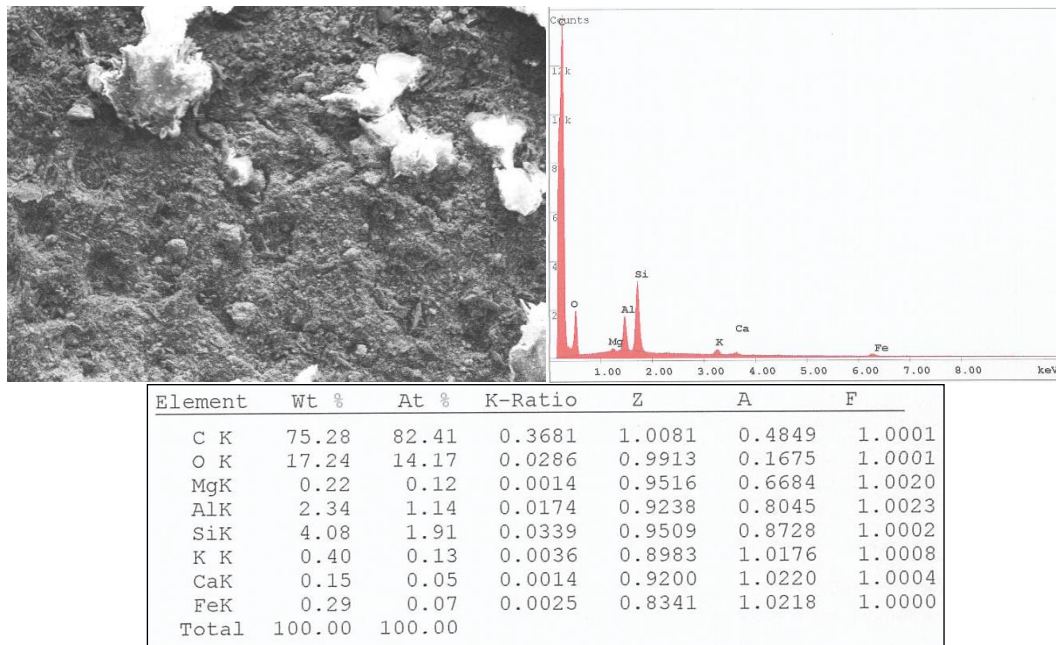 Counts
C
12k
10k
8
6
4
2
O
Mg
Al
Si
K
Ca
Fe
1.00 2.00 3.00 4.00 5.00 6.00 7.00 8.00 keV
Element Wt % At % K-Ratio Z A F
C K 75.28 82.41 0.3681 1.0081 0.4849 1.0001
O K 17.24 14.17 0.0286 0.9913 0.1675 1.0001
MgK 0.22 0.12 0.0014 0.9516 0.6684 1.0020
AlK 2.34 1.14 0.0174 0.9238 0.8045 1.0023
SiK 4.08 1.91 0.0339 0.9509 0.8728 1.0002
K K 0.40 0.13 0.0036 0.8983 1.0176 1.0008
CaK 0.15 0.05 0.0014 0.9200 1.0220 1.0004
FeK 0.29 0.07 0.0025 0.8341 1.0218 1.0000
Total 100.00 100.00